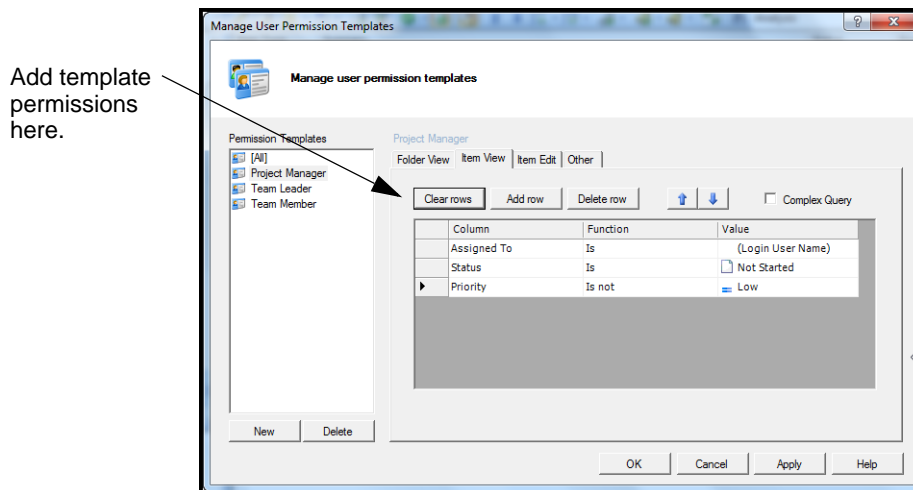 Manage User Permission Templates
Manage user permission templates
Add template
permissions
here.
Permission Templates
[All]
Project Manager
Team Leader
Team Member
New Delete
Project Manager
Folder View Item View Item Edit Other
Clear rows Add row Delete row Complex Query
Column Function Value
Assigned To Is (Login User Name)
Status Is Not Started
Priority Is not Low
OK Cancel Apply Help